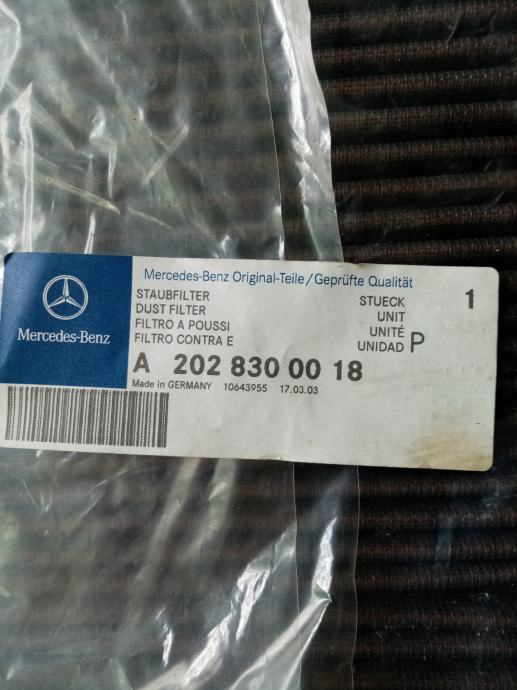 Mercedes-Benz
Mercedes-Benz Original-Teile/Geprüfte Qualität
STAUBFILTER
DUST FILTER
FILTRO A POUSSI
FILTRO CONTRA E
STUECK 1
UNIT
UNITÉ
UNIDAD P
A 202 830 00 18
Made in GERMANY 10643955 17.03.03